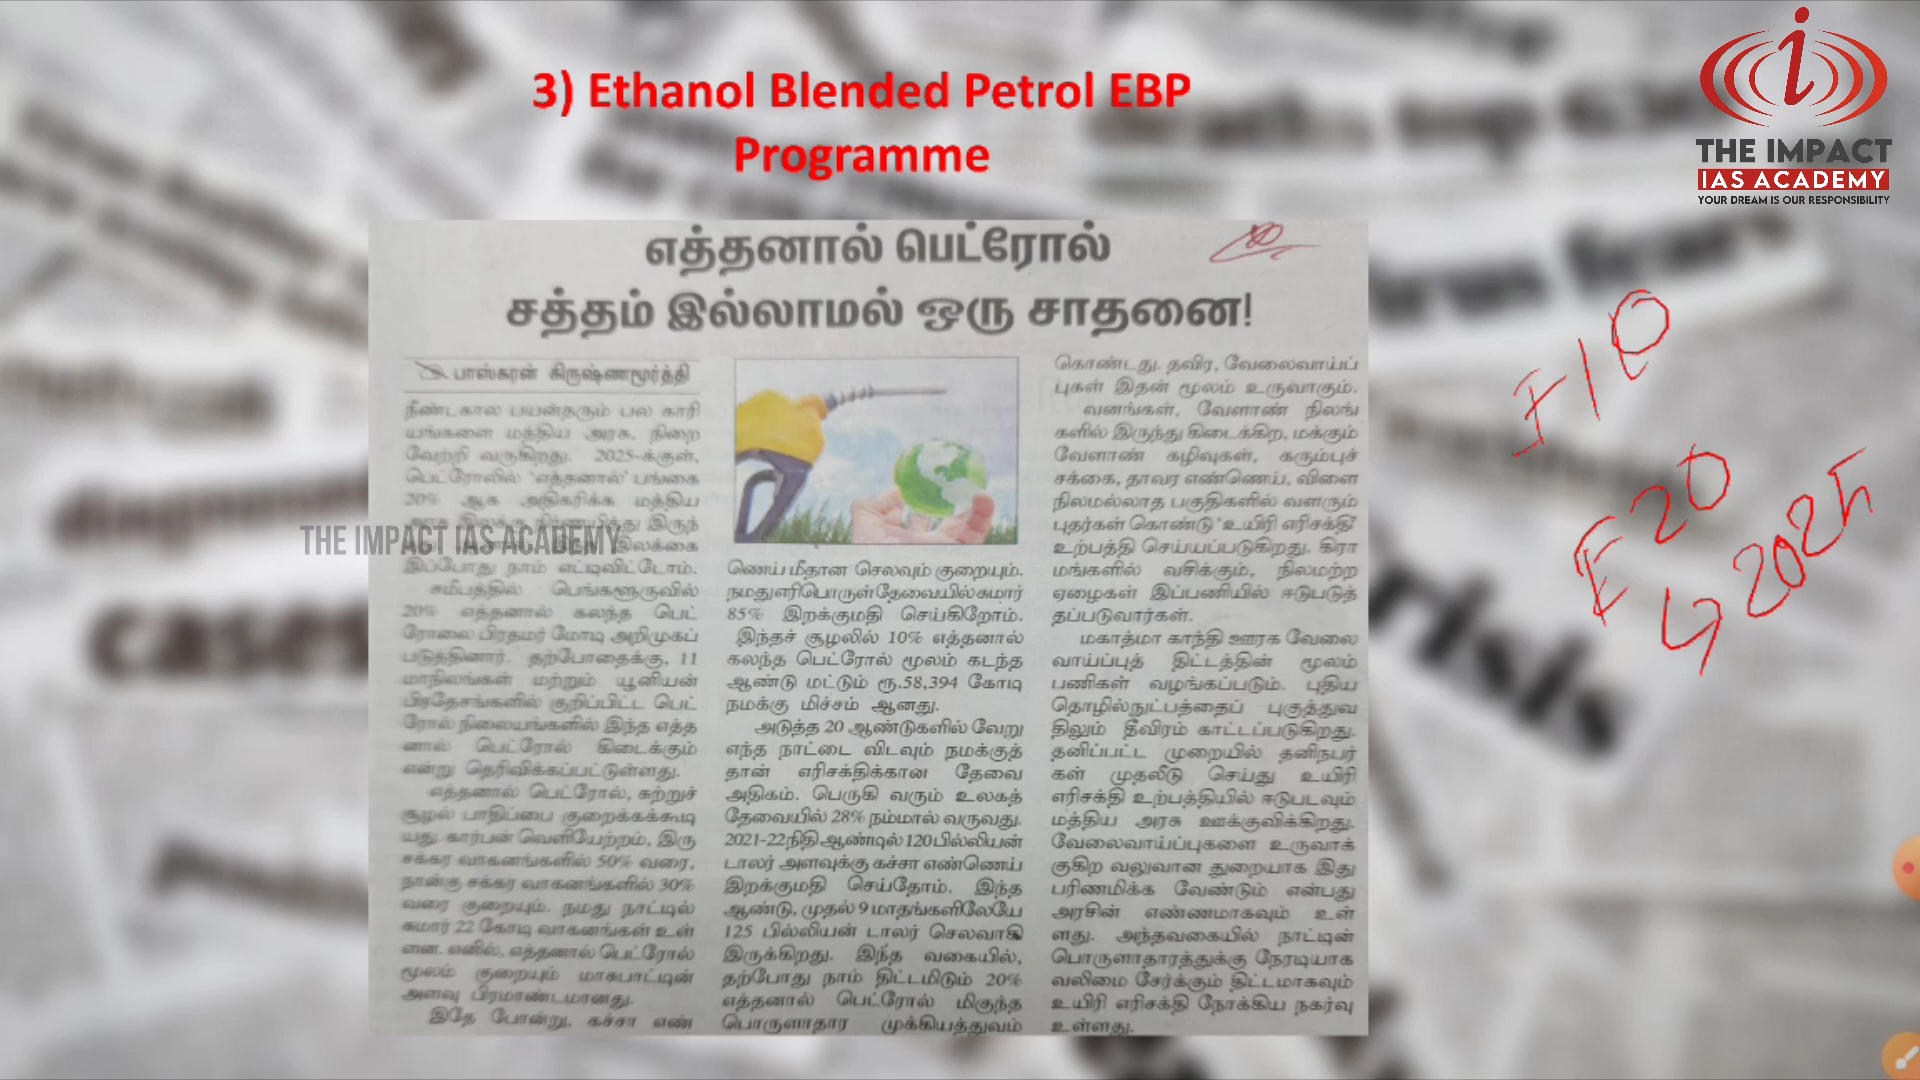 3) Ethanol Blended Petrol EBP
Programme
THE IMPACT
IAS ACADEMY
YOUR DREAM IS OUR RESPONSIBILITY
எத்தனால் பெட்ரோல்
சத்தம் இல்லாமல் ஒரு சாதனை!
பாஸ்கரன் கிருஷ்ணமூர்த்தி
நீண்டகால பயன்தரும் பல காரி
யங்களை மத்திய அரசு, நிறை
வேற்றி வருகிறது. 2025-க்குள்,
பெட்ரோலில் 'எத்தனால்' பங்கை
20% ஆக அதிகரிக்க மத்திய
இருந்
THE IMPACT IAS ACADEMY
இலக்கை
இப்போது நாம் எட்டிவிட்டோம்.
சமீபத்தில் பெங்களூருவில்
20% எத்தனால் கலந்த பெட்
ரோலை பிரதமர் மோடி அறிமுகப்
படுத்தினார். தற்போதைக்கு, 11
மாநிலங்கள் மற்றும் யூனியன்
பிரதேசங்களில் குறிப்பிட்ட பெட்
ரோல் நிலையங்களில் இந்த எத்த
னால் பெட்ரோல் கிடைக்கும்
என்று தெரிவிக்கப்பட்டுள்ளது.
எத்தனால் பெட்ரோல், சுற்றுச்
சூழல் பாதிப்பை குறைக்கக்கூடி
யது. கார்பன் வெளியேற்றம், இரு
சக்கர வாகனங்களில் 50% வரை,
நான்கு சக்கர வாகனங்களில் 30%
வரை குறையும். நமது நாட்டில்
சுமார் 22 கோடி வாகனங்கள் உள்
ளன. எனில், எத்தனால் பெட்ரோல்
மூலம் குறையும் மாசுபாட்டின்
அளவு பிரமாண்டமானது.
இதே போன்று, கச்சா எண்
ணெய் மீதான செலவும் குறையும்.
நமது எரிபொருள் தேவையில் சுமார்
85% இறக்குமதி செய்கிறோம்.
இந்தச் சூழலில் 10% எத்தனால்
கலந்த பெட்ரோல் மூலம் கடந்த
ஆண்டு மட்டும் ரூ.58,394 கோடி
நமக்கு மிச்சம் ஆனது.
அடுத்த 20 ஆண்டுகளில் வேறு
எந்த நாட்டை விடவும் நமக்குத்
தான் எரிசக்திக்கான தேவை
அதிகம். பெருகி வரும் உலகத்
தேவையில் 28% நம்மால் வருவது.
2021-22 நிதி ஆண்டில் 120 பில்லியன்
டாலர் அளவுக்கு கச்சா எண்ணெய்
இறக்குமதி செய்தோம். இந்த
ஆண்டு, முதல் 9 மாதங்களிலேயே
125 பில்லியன் டாலர் செலவாகி
இருக்கிறது. இந்த வகையில்,
தற்போது நாம் திட்டமிடும் 20%
எத்தனால் பெட்ரோல் மிகுந்த
பொருளாதார முக்கியத்துவம்
கொண்டது. தவிர, வேலைவாய்ப்
புகள் இதன் மூலம் உருவாகும்.
வனங்கள், வேளாண் நிலங்
களில் இருந்து கிடைக்கிற, மக்கும்
வேளாண் கழிவுகள், கரும்புச்
சக்கை, தாவர எண்ணெய், விளை
நிலமல்லாத பகுதிகளில் வளரும்
புதர்கள் கொண்டு 'உயிரி எரிசக்தி'
உற்பத்தி செய்யப்படுகிறது. கிரா
மங்களில் வசிக்கும், நிலமற்ற
ஏழைகள் இப்பணியில் ஈடுபடுத்
தப்படுவார்கள்.
மகாத்மா காந்தி ஊரக வேலை
வாய்ப்புத் திட்டத்தின் மூலம்
பணிகள் வழங்கப்படும். புதிய
தொழில்நுட்பத்தைப் புகுத்துவ
திலும் தீவிரம் காட்டப்படுகிறது.
தனிப்பட்ட முறையில் தனிநபர்
கள் முதலீடு செய்து உயிரி
எரிசக்தி உற்பத்தியில் ஈடுபடவும்
மத்திய அரசு ஊக்குவிக்கிறது.
வேலைவாய்ப்புகளை உருவாக்
குகிற வலுவான துறையாக இது
பரிணமிக்க வேண்டும் என்பது
அரசின் எண்ணமாகவும் உள்
ளது. அந்தவகையில் நாட்டின்
பொருளாதாரத்துக்கு நேரடியாக
வலிமை சேர்க்கும் திட்டமாகவும்
உயிரி எரிசக்தி நோக்கிய நகர்வு
உள்ளது.
E10
E20
2025